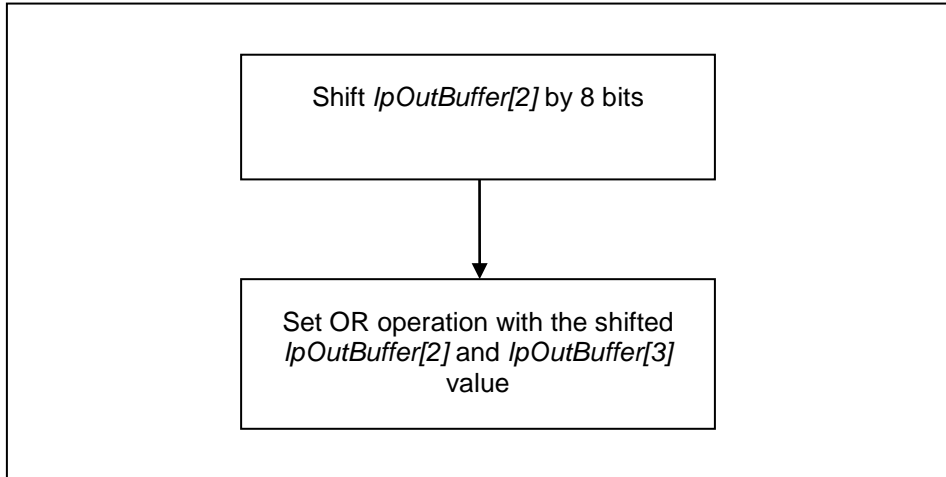 Shift lpOutBuffer[2] by 8 bits
Set OR operation with the shifted
lpOutBuffer[2] and lpOutBuffer[3]
value